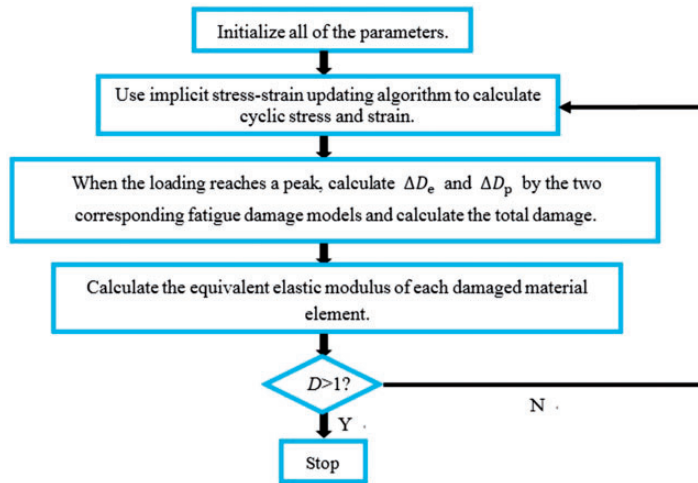 Initialize all of the parameters.
Use implicit stress-strain updating algorithm to calculate
cyclic stress and strain.
When the loading reaches a peak, calculate ΔDₑ and ΔDₚ by the two
corresponding fatigue damage models and calculate the total damage.
Calculate the equivalent elastic modulus of each damaged material
element.
D>1?
N
Y
Stop